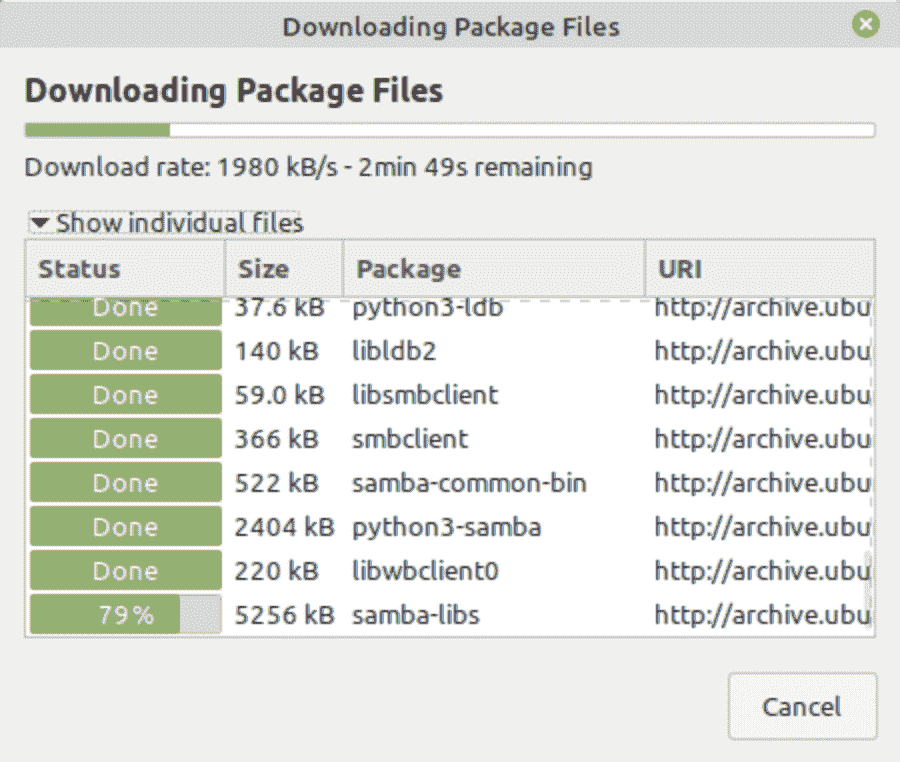 Downloading Package Files
Downloading Package Files
Download rate: 1980 kB/s - 2min 49s remaining
Show individual files
Status Size Package URI
Done 37.6 kB python3-ldb http://archive.ubu
Done 140 kB libldb2 http://archive.ubu
Done 59.0 kB libsmbclient http://archive.ubu
Done 366 kB smbclient http://archive.ubu
Done 522 kB samba-common-bin http://archive.ubu
Done 2404 kB python3-samba http://archive.ubu
Done 220 kB libwbclient0 http://archive.ubu
79% 5256 kB samba-libs http://archive.ubu
Cancel